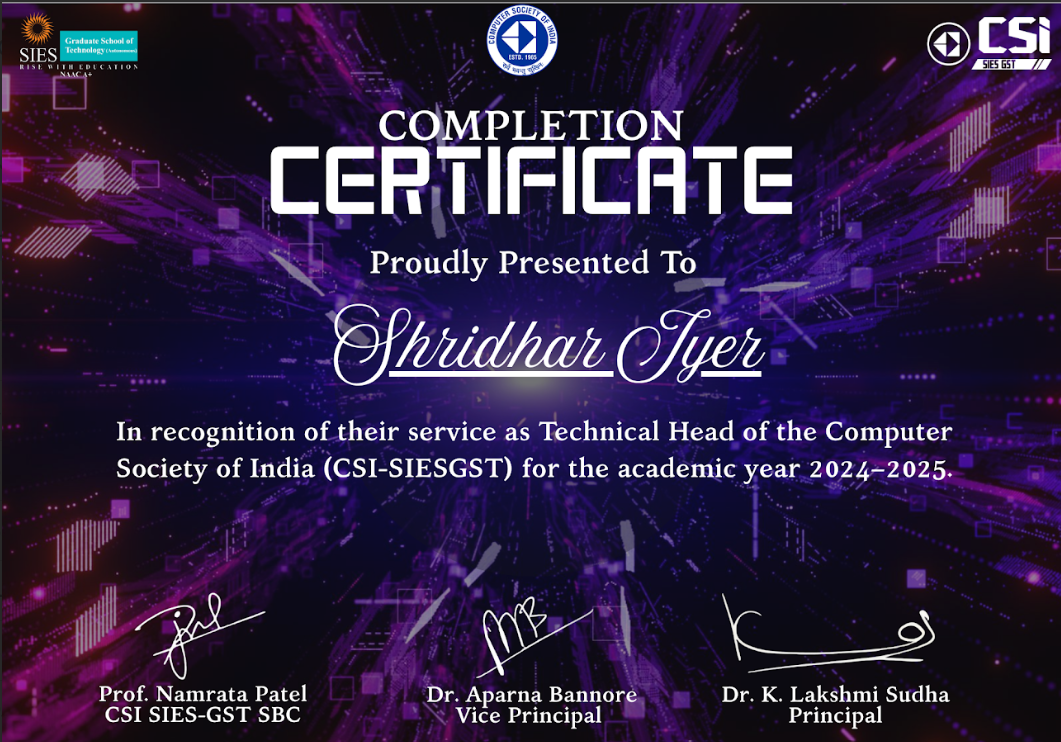 SIES
Graduate School of
Technology (Autonomous)
RISE WITH EDUCATION
NAAC A+
COMPUTER SOCIETY OF INDIA
ESTD. 1965
CSi
SIES GST
COMPLETION
CERTIFICATE
Proudly Presented To
Shridhar Iyer
In recognition of their service as Technical Head of the Computer
Society of India (CSI-SIESGST) for the academic year 2024–2025.
Prof. Namrata Patel
CSI SIES-GST SBC
Dr. Aparna Bannore
Vice Principal
Dr. K. Lakshmi Sudha
Principal